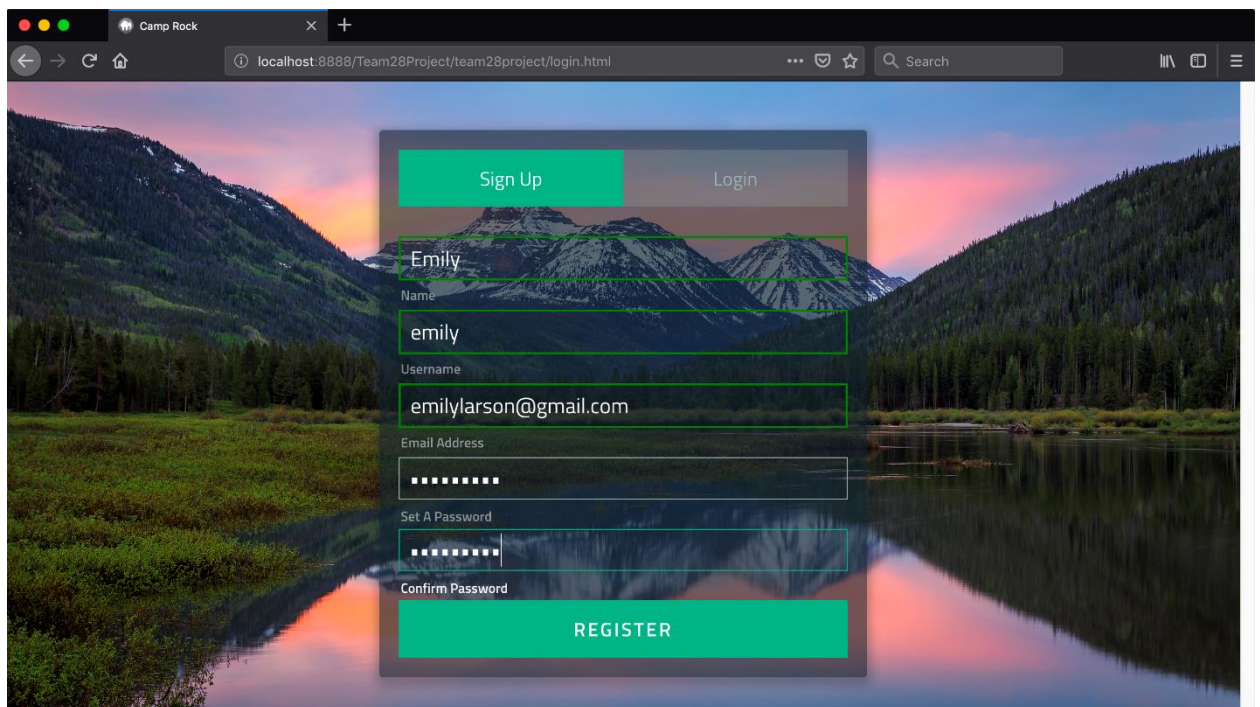 Camp Rock
localhost:8888/Team28Project/team28project/login.html
Search
Sign Up
Login
Emily
Name
emily
Username
emilylarson@gmail.com
Email Address
Set A Password
Confirm Password
REGISTER